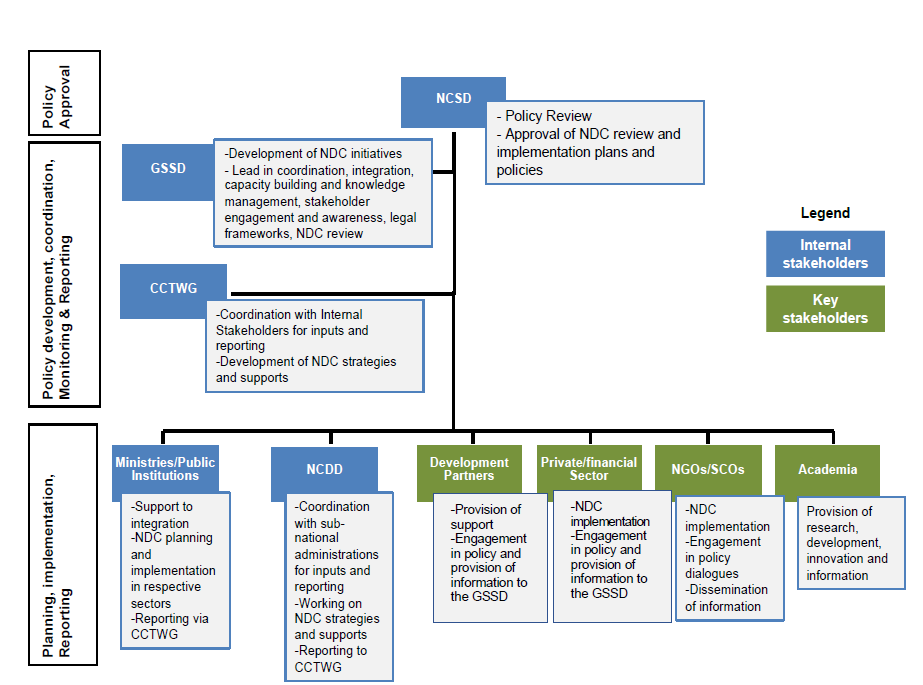 Policy
Approval
NCSD
- Policy Review
- Approval of NDC review and
implementation plans and
policies
Policy development, coordination,
Monitoring & Reporting
GSSD
-Development of NDC initiatives
- Lead in coordination, integration,
capacity building and knowledge
management, stakeholder
engagement and awareness, legal
frameworks, NDC review
CCTWG
-Coordination with Internal
Stakeholders for inputs and
reporting
-Development of NDC strategies
and supports
Legend
Internal
stakeholders
Key
stakeholders
Planning, implementation,
Reporting
Ministries/Public
Institutions
-Support to
integration
-NDC planning
and
implementation
in respective
sectors
-Reporting via
CCTWG
NCDD
-Coordination
with sub-
national
administrations
for inputs and
reporting
-Working on
NDC strategies
and supports
-Reporting to
CCTWG
Development
Partners
-Provision of
support
-Engagement
in policy and
provision of
information to
the GSSD
Private/financial
Sector
-NDC
implementation
-Engagement
in policy and
provision of
information to
the GSSD
NGOs/SCOs
-NDC
implementation
-Engagement
in policy
dialogues
-Dissemination
of information
Academia
Provision of
research,
development,
innovation and
information